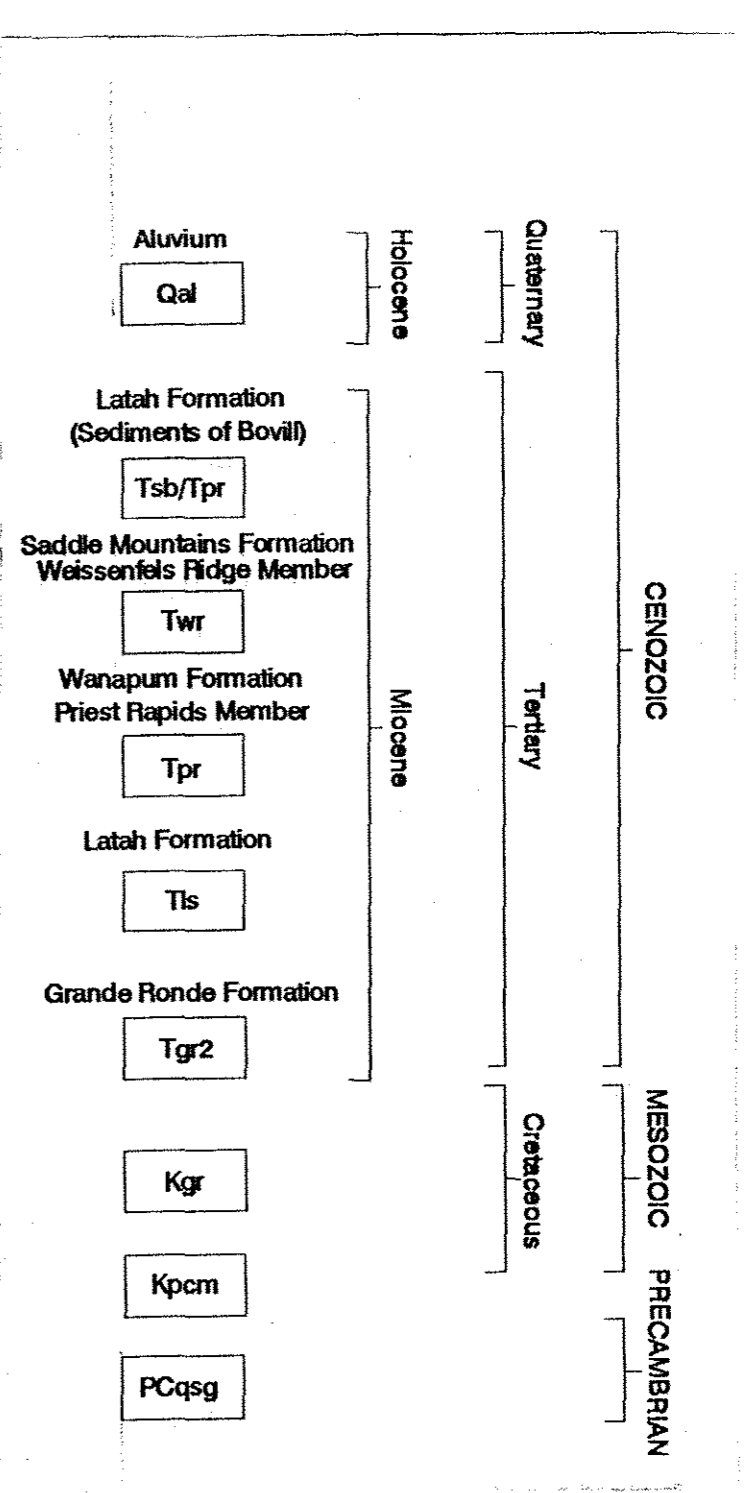 Aluvium
Qal
Latah Formation
(Sediments of Bovill)
Tsb/Tpr
Saddle Mountains Formation
Weissenfels Ridge Member
Twr
Wanapum Formation
Priest Rapids Member
Tpr
Latah Formation
Tls
Grande Ronde Formation
Tgr2
Kgr
Kpcm
PCqsg
Holocene
Miocene
Quaternary
Tertiary
Cretaceous
CENOZOIC
MESOZOIC
PRECAMBRIAN